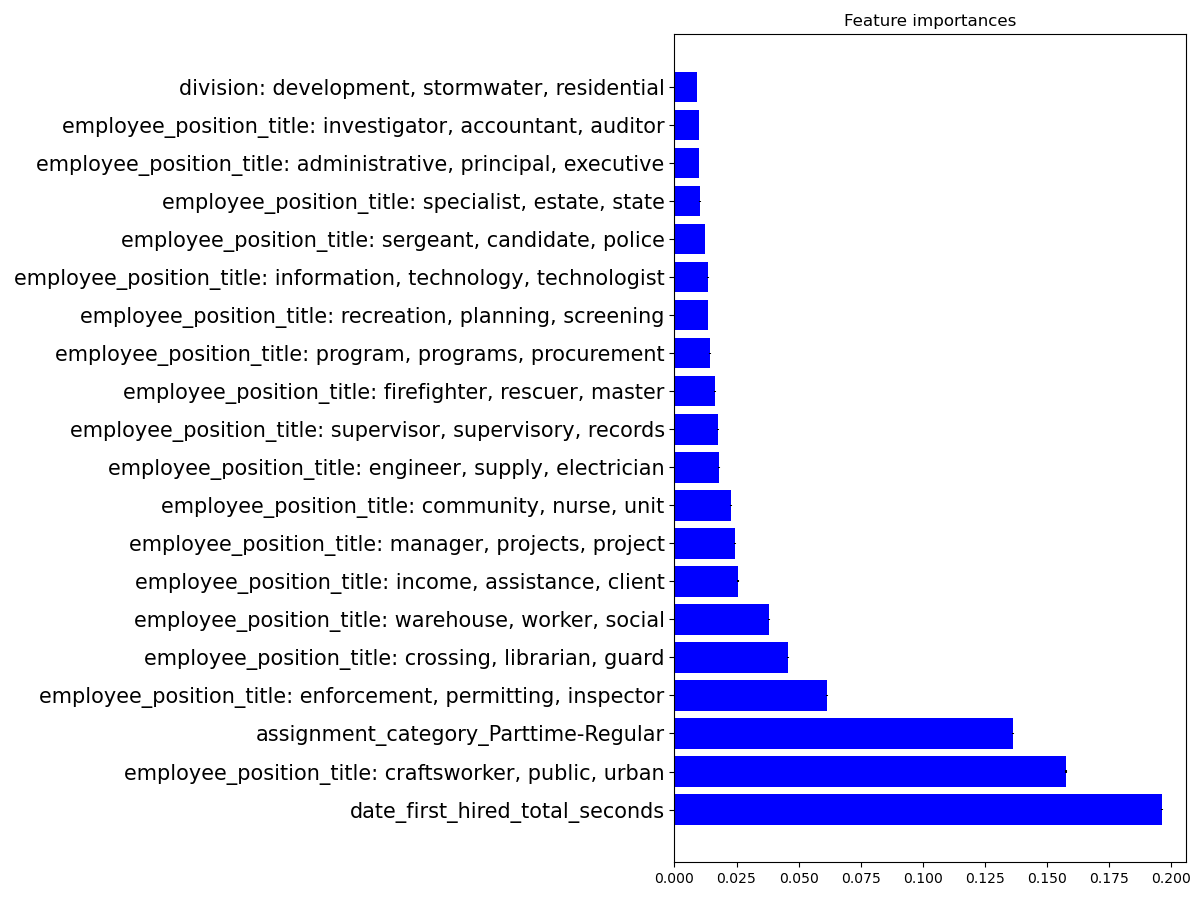 Feature importances
division: development, stormwater, residential
employee_position_title: investigator, accountant, auditor
employee_position_title: administrative, principal, executive
employee_position_title: specialist, estate, state
employee_position_title: sergeant, candidate, police
employee_position_title: information, technology, technologist
employee_position_title: recreation, planning, screening
employee_position_title: program, programs, procurement
employee_position_title: firefighter, rescuer, master
employee_position_title: supervisor, supervisory, records
employee_position_title: engineer, supply, electrician
employee_position_title: community, nurse, unit
employee_position_title: manager, projects, project
employee_position_title: income, assistance, client
employee_position_title: warehouse, worker, social
employee_position_title: crossing, librarian, guard
employee_position_title: enforcement, permitting, inspector
assignment_category_Parttime-Regular
employee_position_title: craftsworker, public, urban
date_first_hired_total_seconds
0.000 0.025 0.050 0.075 0.100 0.125 0.150 0.175 0.200